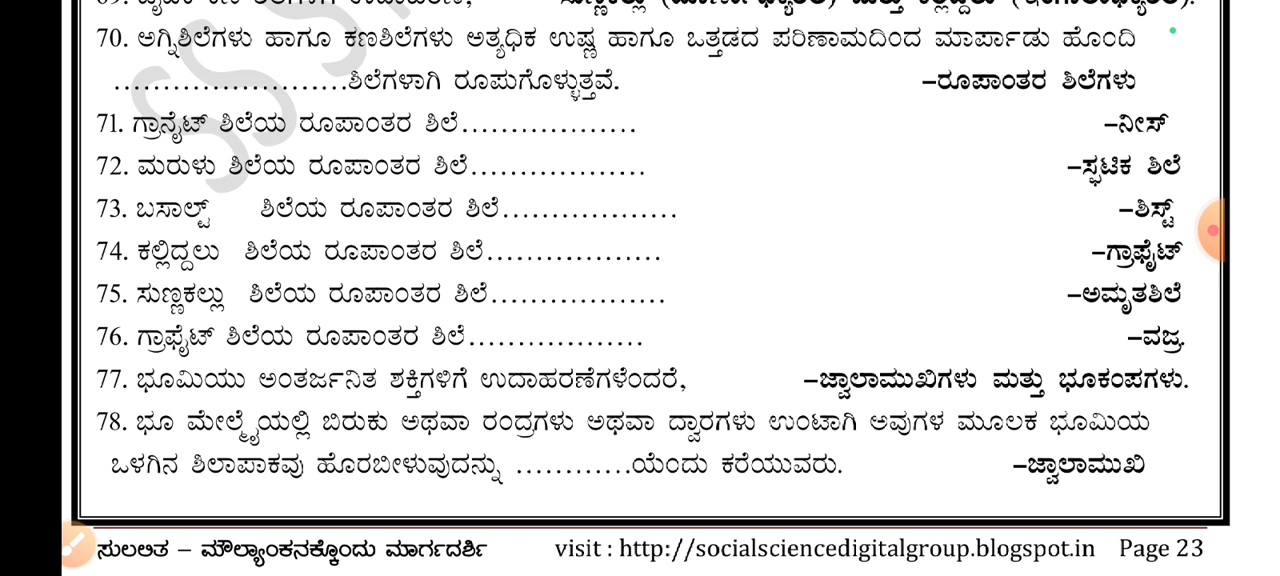 70. ಅಗ್ನಿಶಿಲೆಗಳು ಹಾಗೂ ಕಣಶಿಲೆಗಳು ಅತ್ಯಧಿಕ ಉಷ್ಣ ಹಾಗೂ ಒತ್ತಡದ ಪರಿಣಾಮದಿಂದ ಮಾರ್ಪಾಡು ಹೊಂದಿ
........................ಶಿಲೆಗಳಾಗಿ ರೂಪುಗೊಳ್ಳುತ್ತವೆ. –ರೂಪಾಂತರ ಶಿಲೆಗಳು
71. ಗ್ರಾನೈಟ್ ಶಿಲೆಯ ರೂಪಾಂತರ ಶಿಲೆ.................. –ನೀಸ್
72. ಮರುಳು ಶಿಲೆಯ ರೂಪಾಂತರ ಶಿಲೆ.................. –ಸ್ಫಟಿಕ ಶಿಲೆ
73. ಬಸಾಲ್ಟ್ ಶಿಲೆಯ ರೂಪಾಂತರ ಶಿಲೆ.................. –ಶಿಸ್ಟ್
74. ಕಲ್ಲಿದ್ದಲು ಶಿಲೆಯ ರೂಪಾಂತರ ಶಿಲೆ.................. –ಗ್ರಾಫೈಟ್
75. ಸುಣ್ಣಕಲ್ಲು ಶಿಲೆಯ ರೂಪಾಂತರ ಶಿಲೆ.................. –ಅಮೃತಶಿಲೆ
76. ಗ್ರಾಫೈಟ್ ಶಿಲೆಯ ರೂಪಾಂತರ ಶಿಲೆ.................. –ವಜ್ರ.
77. ಭೂಮಿಯು ಅಂತರ್ಜನಿತ ಶಕ್ತಿಗಳಿಗೆ ಉದಾಹರಣೆಗಳೆಂದರೆ, –ಜ್ವಾಲಾಮುಖಿಗಳು ಮತ್ತು ಭೂಕಂಪಗಳು.
78. ಭೂ ಮೇಲ್ಮೈಯಲ್ಲಿ ಬಿರುಕು ಅಥವಾ ರಂದ್ರಗಳು ಅಥವಾ ದ್ವಾರಗಳು ಉಂಟಾಗಿ ಅವುಗಳ ಮೂಲಕ ಭೂಮಿಯ
ಒಳಗಿನ ಶಿಲಾಪಾಕವು ಹೊರಬೀಳುವುದನ್ನು ............ಯೆಂದು ಕರೆಯುವರು. –ಜ್ವಾಲಾಮುಖಿ
ಸುಲಲಿತ – ಮೌಲ್ಯಾಂಕನಕ್ಕೊಂದು ಮಾರ್ಗದರ್ಶಿ visit : http://socialsciencedigitalgroup.blogspot.in Page 23